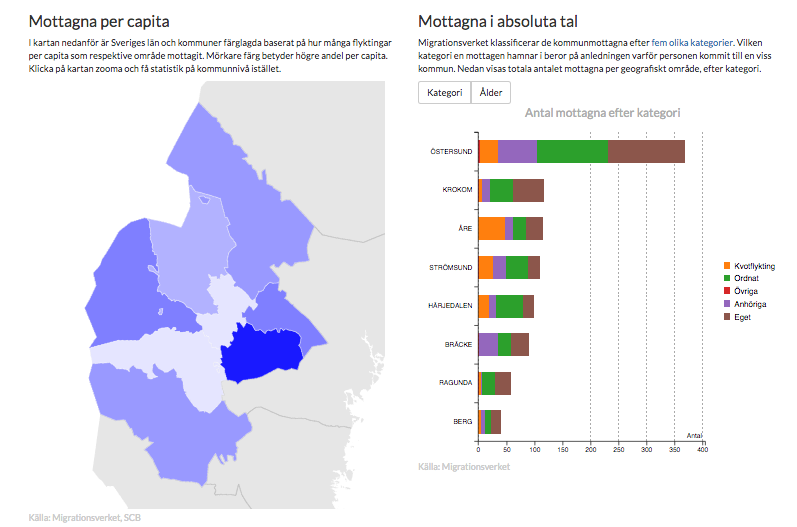 Mottagna per capita
I kartan nedanför är Sveriges län och kommuner färglagda baserat på hur många flyktingar
per capita som respektive område mottagit. Mörkare färg betyder högre andel per capita.
Klicka på kartan zooma och få statistik på kommunnivå istället.
Källa: Migrationsverket, SCB
Mottagna i absoluta tal
Migrationsverket klassificerar de kommunmottagna efter fem olika kategorier. Vilken
kategori en mottagen hamnar i beror på anledningen varför personen kommit till en viss
kommun. Nedan visas totala antalet mottagna per geografiskt område, efter kategori.
Kategori Ålder
Antal mottagna efter kategori
ÖSTERSUND
KROKOM
ÅRE
STRÖMSUND
HÄRJEDALEN
BRÄCKE
RAGUNDA
BERG
Antal
0 50 100 150 200 250 300 350 400
Kvotflykting
Ordnat
Övriga
Anhöriga
Eget
Källa: Migrationsverket